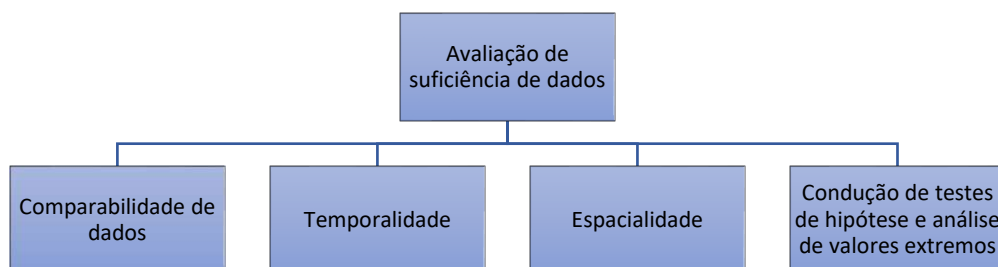 Avaliação de
suficiência de dados
Comparabilidade de
dados
Temporalidade
Espacialidade
Condução de testes
de hipótese e análise
de valores extremos